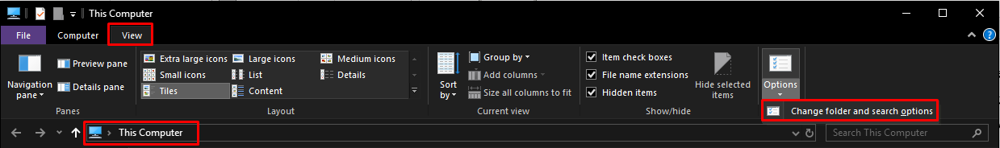 This Computer
File Computer View
Navigation pane
Preview pane
Details pane
Panes
Extra large icons Large icons Medium icons
Small icons List Details
Tiles Content
Layout
Sort by
Group by
Add columns
Size all columns to fit
Current view
Item check boxes
File name extensions
Hidden items
Hide selected items
Show/hide
Options
Change folder and search options
This Computer
Search This Computer